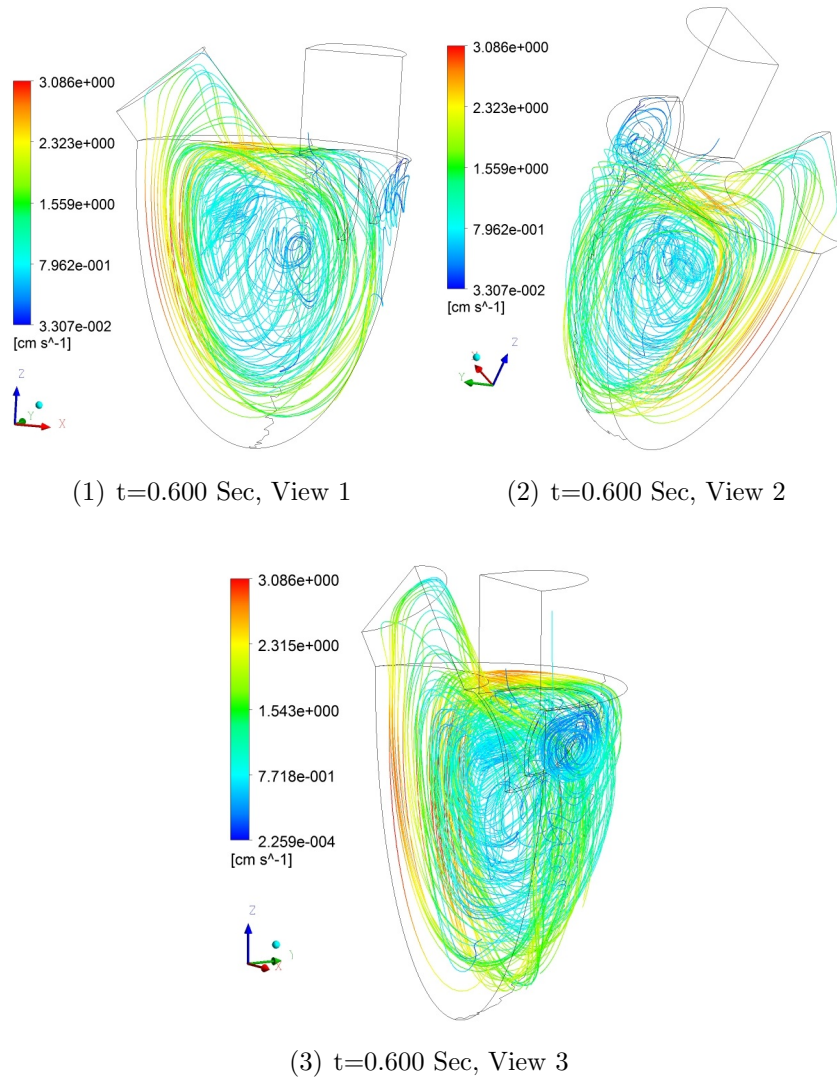 3.086e+000
2.323e+000
1.559e+000
7.962e-001
3.307e-002
[cm s^-1]
Z
Y
X
(1) t=0.600 Sec, View 1
3.086e+000
2.323e+000
1.559e+000
7.962e-001
3.307e-002
[cm s^-1]
Z
Y
(2) t=0.600 Sec, View 2
3.086e+000
2.315e+000
1.543e+000
7.718e-001
2.259e-004
[cm s^-1]
Z
X
(3) t=0.600 Sec, View 3